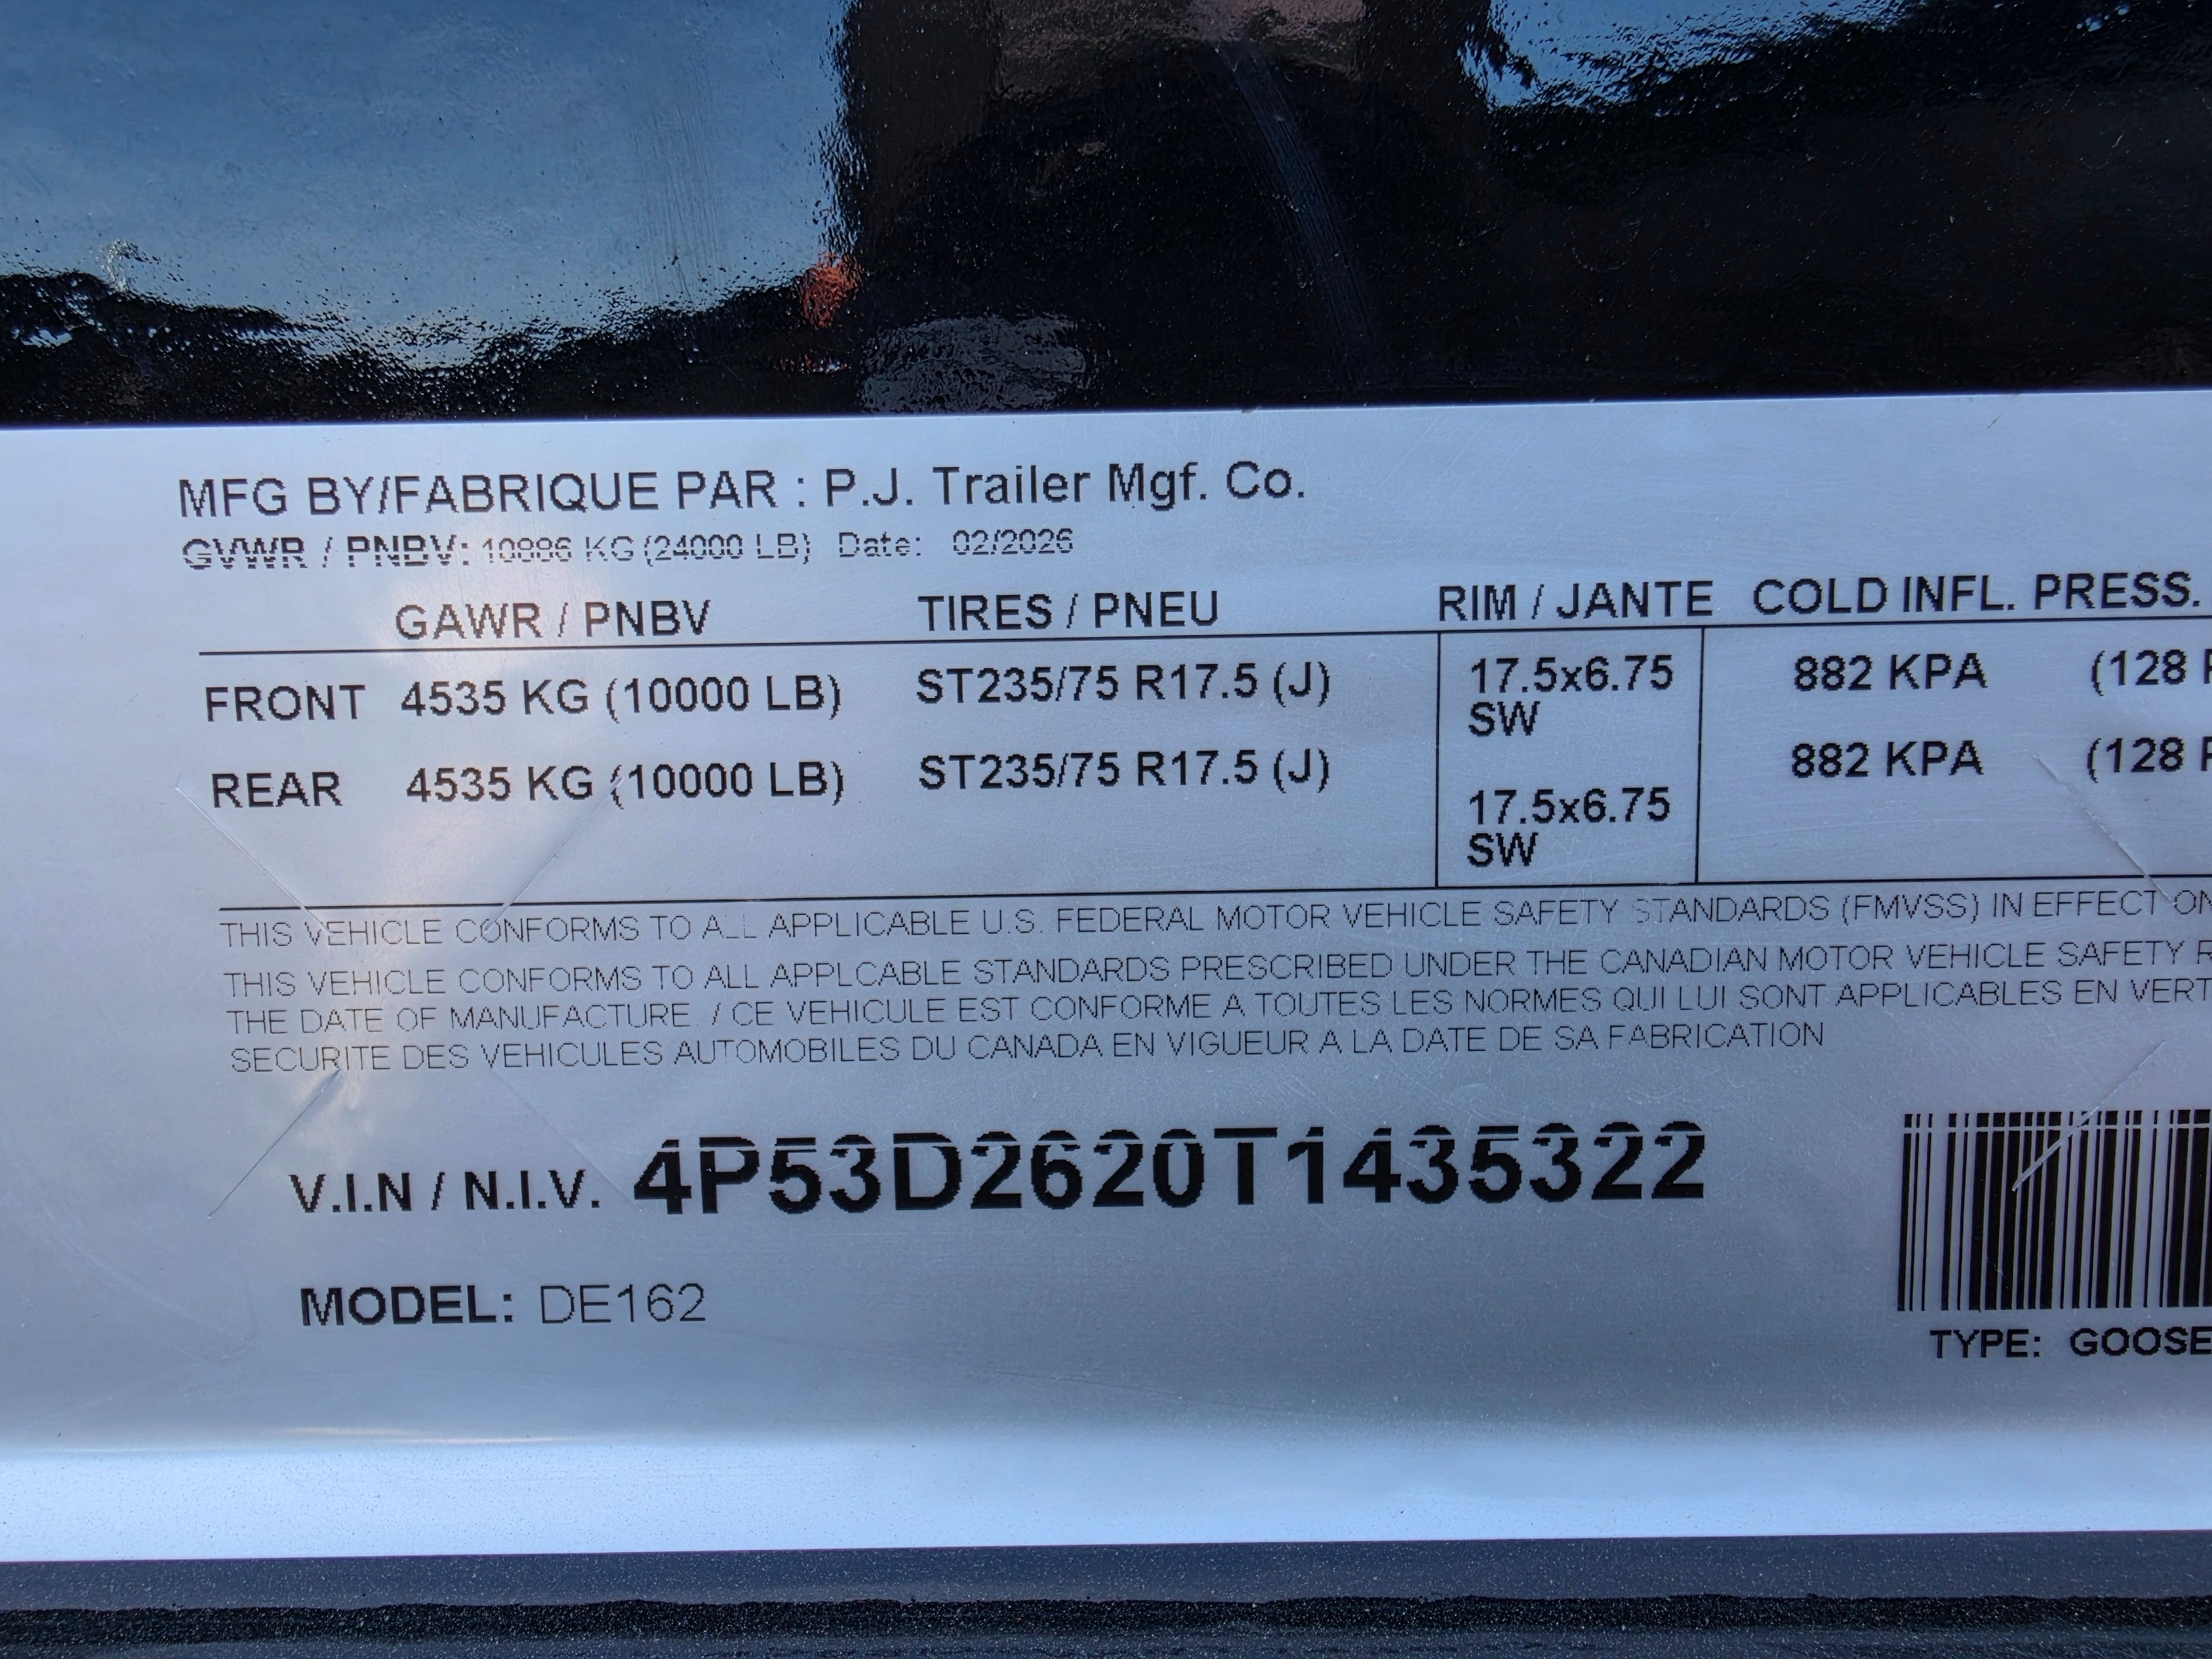 MFG BY/FABRIQUE PAR : P.J. Trailer Mgf. Co.
GVWR / PNBV: 10886 KG (24000 LB) Date: 02/2026
GAWR / PNBV TIRES / PNEU RIM / JANTE COLD INFL. PRESS.
FRONT 4535 KG (10000 LB) ST235/75 R17.5 (J) 17.5x6.75 SW 882 KPA (128
REAR 4535 KG (10000 LB) ST235/75 R17.5 (J) 17.5x6.75 SW 882 KPA (128
THIS VEHICLE CONFORMS TO ALL APPLICABLE U.S. FEDERAL MOTOR VEHICLE SAFETY STANDARDS (FMVSS) IN EFFECT ON
THIS VEHICLE CONFORMS TO ALL APPLCABLE STANDARDS PRESCRIBED UNDER THE CANADIAN MOTOR VEHICLE SAFETY
THE DATE OF MANUFACTURE. / CE VEHICULE EST CONFORME A TOUTES LES NORMES QUI LUI SONT APPLICABLES EN VERT
SECURITE DES VEHICULES AUTOMOBILES DU CANADA EN VIGUEUR A LA DATE DE SA FABRICATION
V.I.N / N.I.V. 4P53D2620T1435322
MODEL: DE162
TYPE: GOOSE